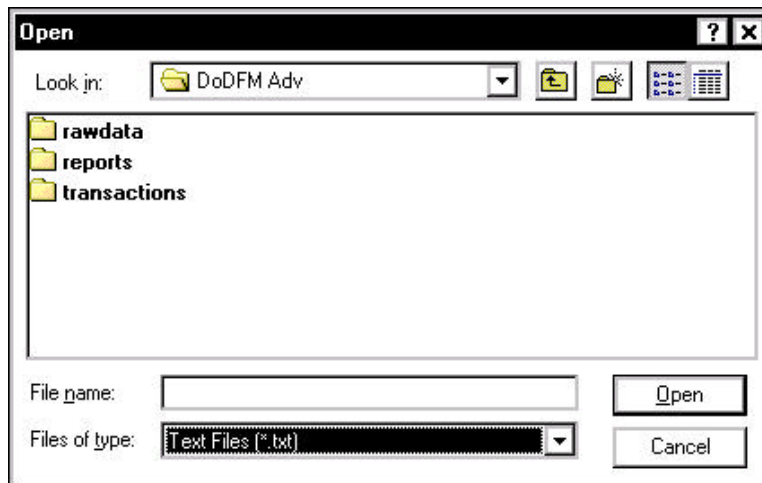 Open
Look in: DoDFM Adv
rawdata
reports
transactions
File name: Open
Files of type: Text Files (*.txt) Cancel